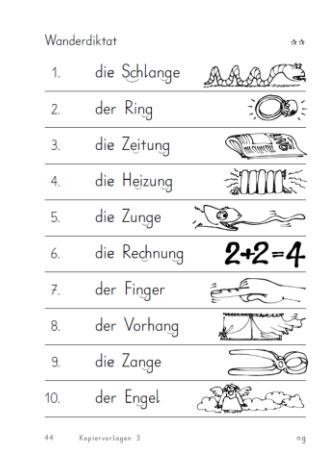 Wanderdiktat ☆☆
1. die Schlange
2. der Ring
3. die Zeitung
4. die Heizung
5. die Zunge
6. die Rechnung 2+2=4
7. der Finger
8. der Vorhang
9. die Zange
10. der Engel
44 Kopiervorlagen 3 ng